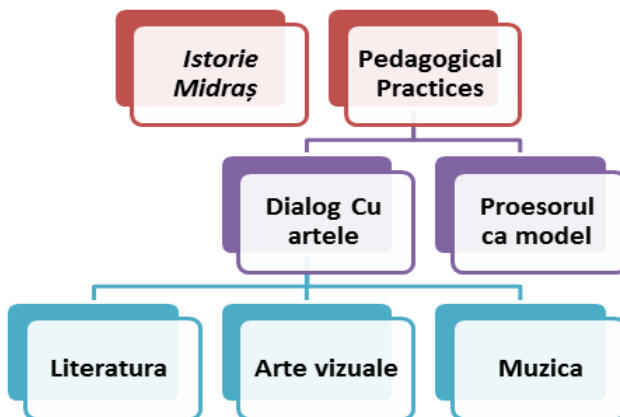 Istorie
Midraș
Pedagogical
Practices
Dialog Cu
artele
Proesorul
ca model
Literatura
Arte vizuale
Muzica